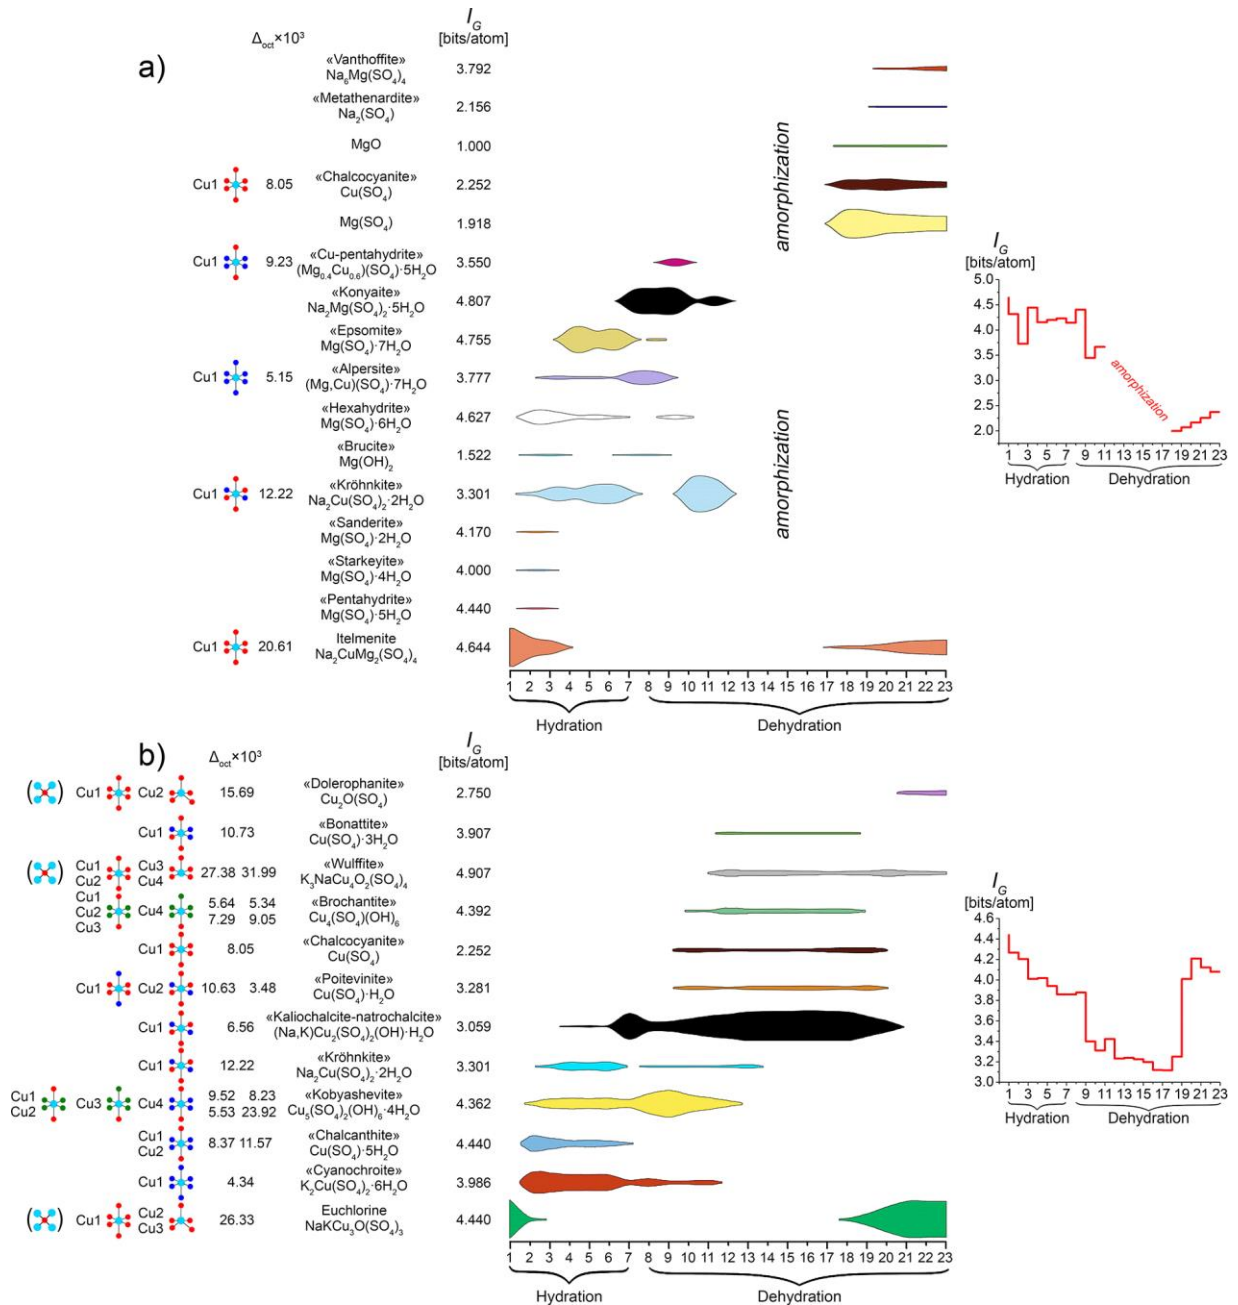 a)
Δoct×10³
I_G
[bits/atom]
«Vanthoffite»
Na₆Mg(SO₄)₄
3.792
«Metathenardite»
Na₂(SO₄)
2.156
MgO
1.000
Cu1
8.05
«Chalcocyanite»
Cu(SO₄)
2.252
Mg(SO₄)
1.918
Cu1
9.23
«Cu-pentahydrite»
(Mg₀.₄Cu₀.₆)(SO₄)·5H₂O
3.550
«Konyaite»
Na₂Mg(SO₄)₂·5H₂O
4.807
«Epsomite»
Mg(SO₄)·7H₂O
4.755
Cu1
5.15
«Alpersite»
(Mg,Cu)(SO₄)·7H₂O
3.777
«Hexahydrite»
Mg(SO₄)·6H₂O
4.627
«Brucite»
Mg(OH)₂
1.522
Cu1
12.22
«Kröhnkite»
Na₂Cu(SO₄)₂·2H₂O
3.301
«Sanderite»
Mg(SO₄)·2H₂O
4.170
«Starkeyite»
Mg(SO₄)·4H₂O
4.000
«Pentahydrite»
Mg(SO₄)·5H₂O
4.440
Cu1
20.61
Itelmenite
Na₂CuMg₂(SO₄)₄
4.644
amorphization
amorphization
1 2 3 4 5 6 7 8 9 10 11 12 13 14 15 16 17 18 19 20 21 23
Hydration
Dehydration
I_G
[bits/atom]
5.0
4.5
4.0
3.5
3.0
2.5
2.0
amorphization
1 3 5 7 9 11 13 15 17 19 21 23
Hydration
Dehydration
b)
Δoct×10³
I_G
[bits/atom]
( )
Cu1
Cu2
15.69
«Dolerophanite»
Cu₂O(SO₄)
2.750
Cu1
10.73
«Bonattite»
Cu(SO₄)·3H₂O
3.907
( )
Cu1
Cu2
Cu3
Cu4
27.38 31.99
«Wulffite»
K₃NaCu₄O₂(SO₄)₄
4.907
Cu1
Cu2
Cu3
Cu4
5.64 5.34
7.29 9.05
«Brochantite»
Cu₄(SO₄)(OH)₆
4.392
Cu1
8.05
«Chalcocyanite»
Cu(SO₄)
2.252
Cu1
Cu2
10.63 3.48
«Poitevinite»
Cu(SO₄)·H₂O
3.281
Cu1
6.56
«Kaliochalcite-natrochalcite»
(Na,K)Cu₂(SO₄)₂(OH)·H₂O
3.059
Cu1
12.22
«Kröhnkite»
Na₂Cu(SO₄)₂·2H₂O
3.301
Cu1
Cu2
Cu3
Cu4
9.52 8.23
5.53 23.92
«Kobyashevite»
Cu₅(SO₄)₂(OH)₆·4H₂O
4.362
Cu1
Cu2
8.37 11.57
«Chalcanthite»
Cu(SO₄)·5H₂O
4.440
Cu1
4.34
«Cyanochroite»
K₂Cu(SO₄)₂·6H₂O
3.986
( )
Cu1
Cu2
Cu3
26.33
Euchlorine
NaKCu₃O(SO₄)₃
4.440
1 2 3 4 5 6 7 8 9 10 11 12 13 14 15 16 17 18 19 20 21 23
Hydration
Dehydration
I_G
[bits/atom]
4.6
4.4
4.2
4.0
3.8
3.6
3.4
3.2
3.0
1 3 5 7 9 11 13 15 17 19 21 23
Hydration
Dehydration